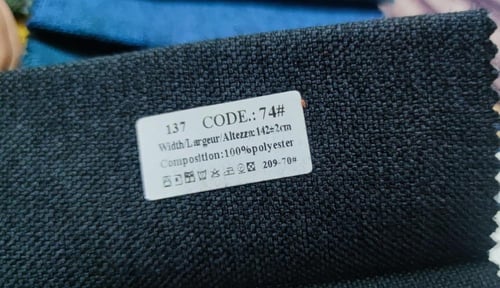 137 CODE.: 74#
Width/Largeur/Altezza:142±2cm
Composition:100%polyester
209-70#